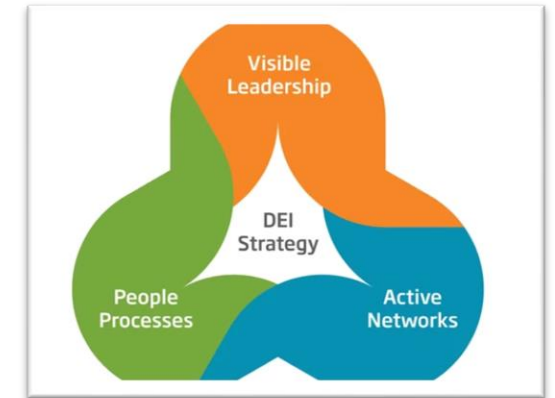 Visible
Leadership
DEI
Strategy
People
Processes
Active
Networks